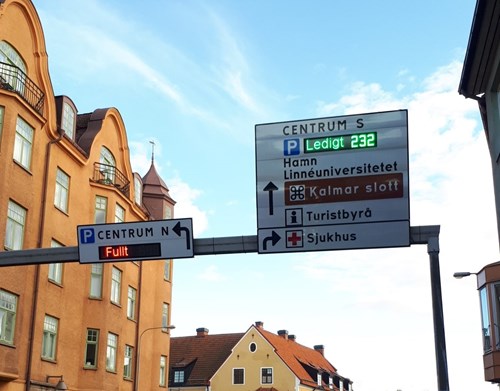 CENTRUM S
P Ledigt 232
Hamn
Linnéuniversitetet
Kalmar slott
i Turistbyrå
Sjukhus
P CENTRUM N
Fullt